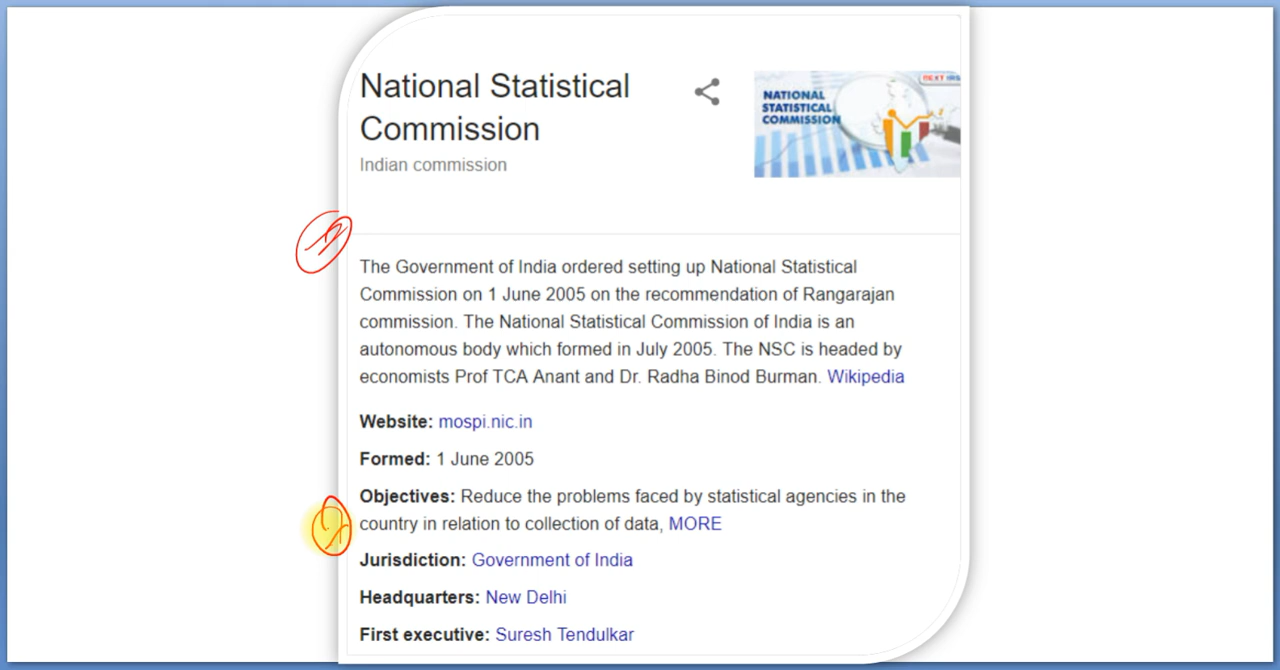 National Statistical
Commission
Indian commission
NATIONAL
STATISTICAL
COMMISSION
The Government of India ordered setting up National Statistical
Commission on 1 June 2005 on the recommendation of Rangarajan
commission. The National Statistical Commission of India is an
autonomous body which formed in July 2005. The NSC is headed by
economists Prof TCA Anant and Dr. Radha Binod Burman. Wikipedia
Website: mospi.nic.in
Formed: 1 June 2005
Objectives: Reduce the problems faced by statistical agencies in the
country in relation to collection of data, MORE
Jurisdiction: Government of India
Headquarters: New Delhi
First executive: Suresh Tendulkar